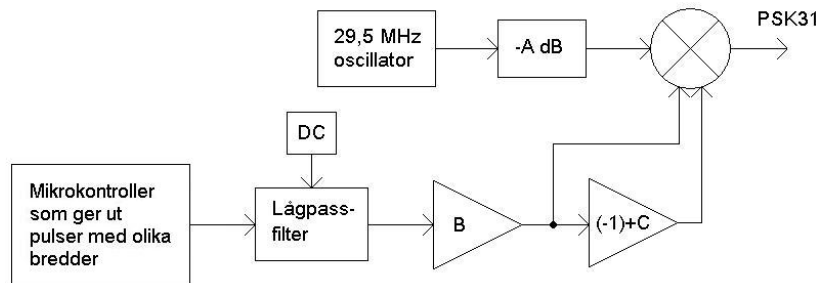 PSK31
29,5 MHz
oscillator
-A dB
DC
Mikrokontroller
som ger ut
pulser med olika
bredder
Lågpass-
filter
B
(-1)+C